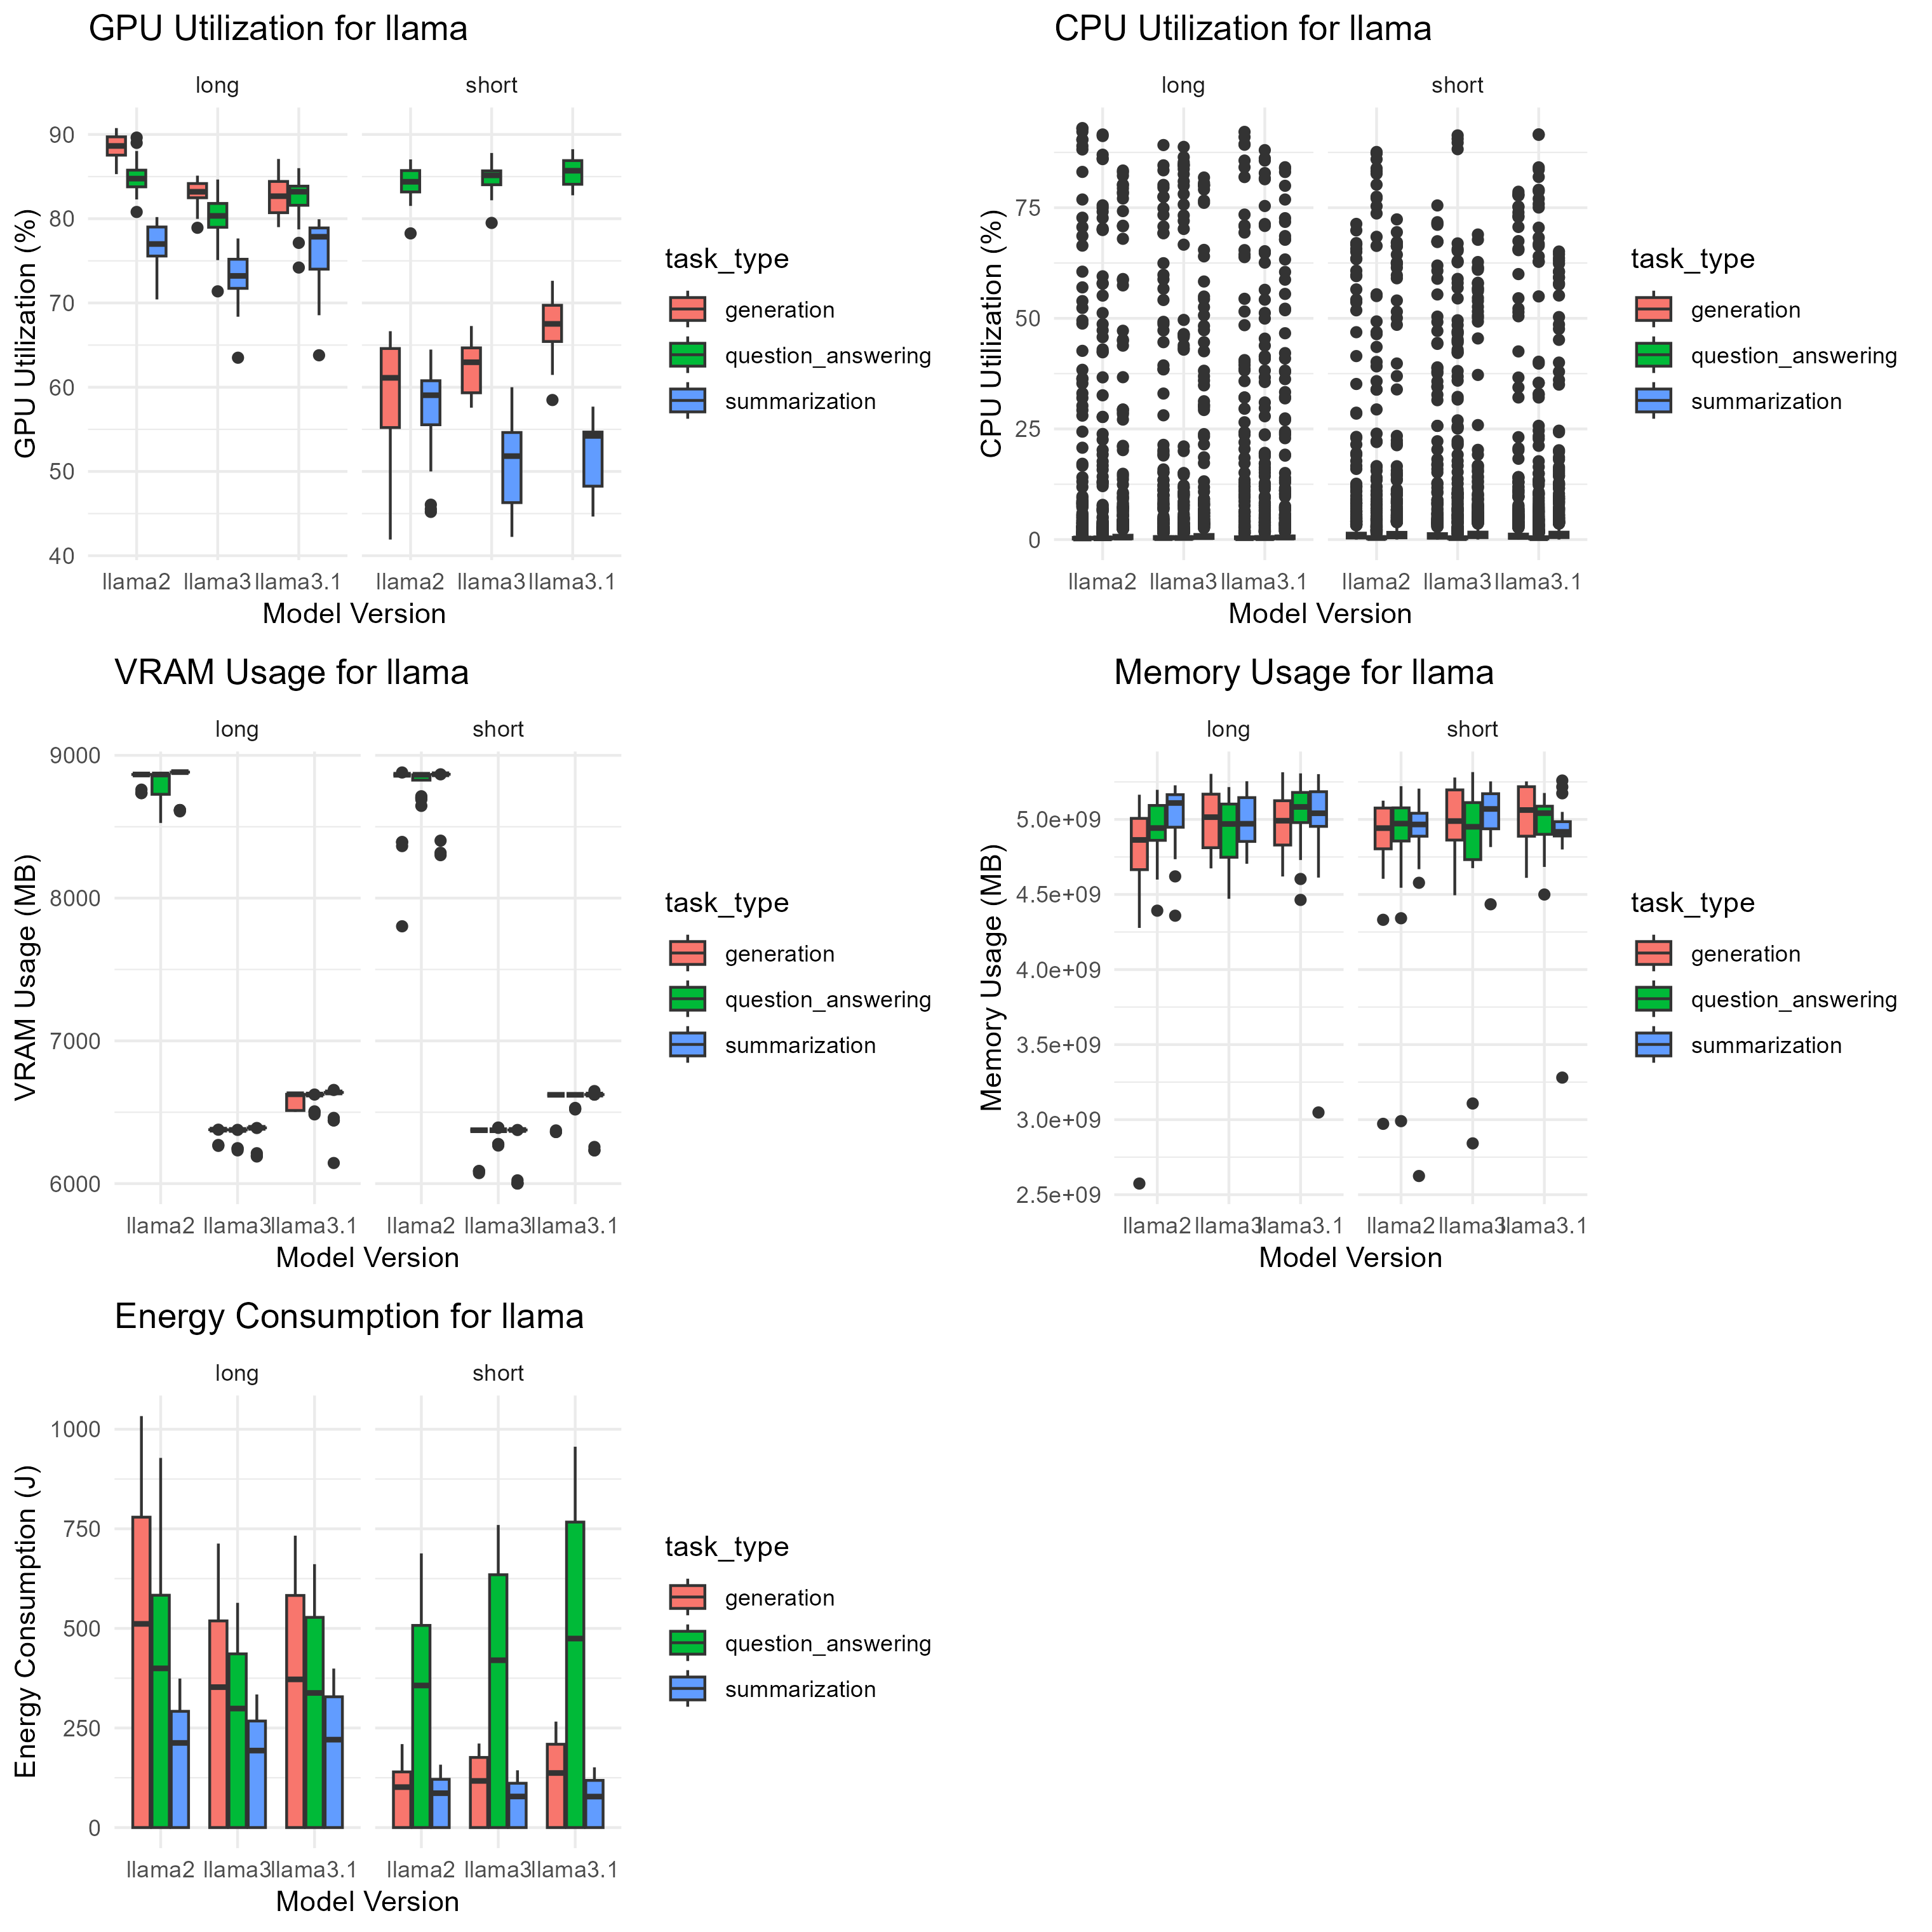 GPU Utilization for llama
long
short
90
80
70
60
50
40
GPU Utilization (%)
llama2
llama3
llama3.1
llama2
llama3
llama3.1
Model Version
task_type
generation
question_answering
summarization
CPU Utilization for llama
long
short
75
50
25
0
CPU Utilization (%)
llama2
llama3
llama3.1
llama2
llama3
llama3.1
Model Version
task_type
generation
question_answering
summarization
VRAM Usage for llama
long
short
9000
8000
7000
6000
VRAM Usage (MB)
llama2
llama3
llama3.1
llama2
llama3
llama3.1
Model Version
task_type
generation
question_answering
summarization
Memory Usage for llama
long
short
5.0e+09
4.5e+09
4.0e+09
3.5e+09
3.0e+09
2.5e+09
Memory Usage (MB)
llama2
llama3
llama3.1
llama2
llama3
llama3.1
Model Version
task_type
generation
question_answering
summarization
Energy Consumption for llama
long
short
1000
750
500
250
0
Energy Consumption (J)
llama2
llama3
llama3.1
llama2
llama3
llama3.1
Model Version
task_type
generation
question_answering
summarization